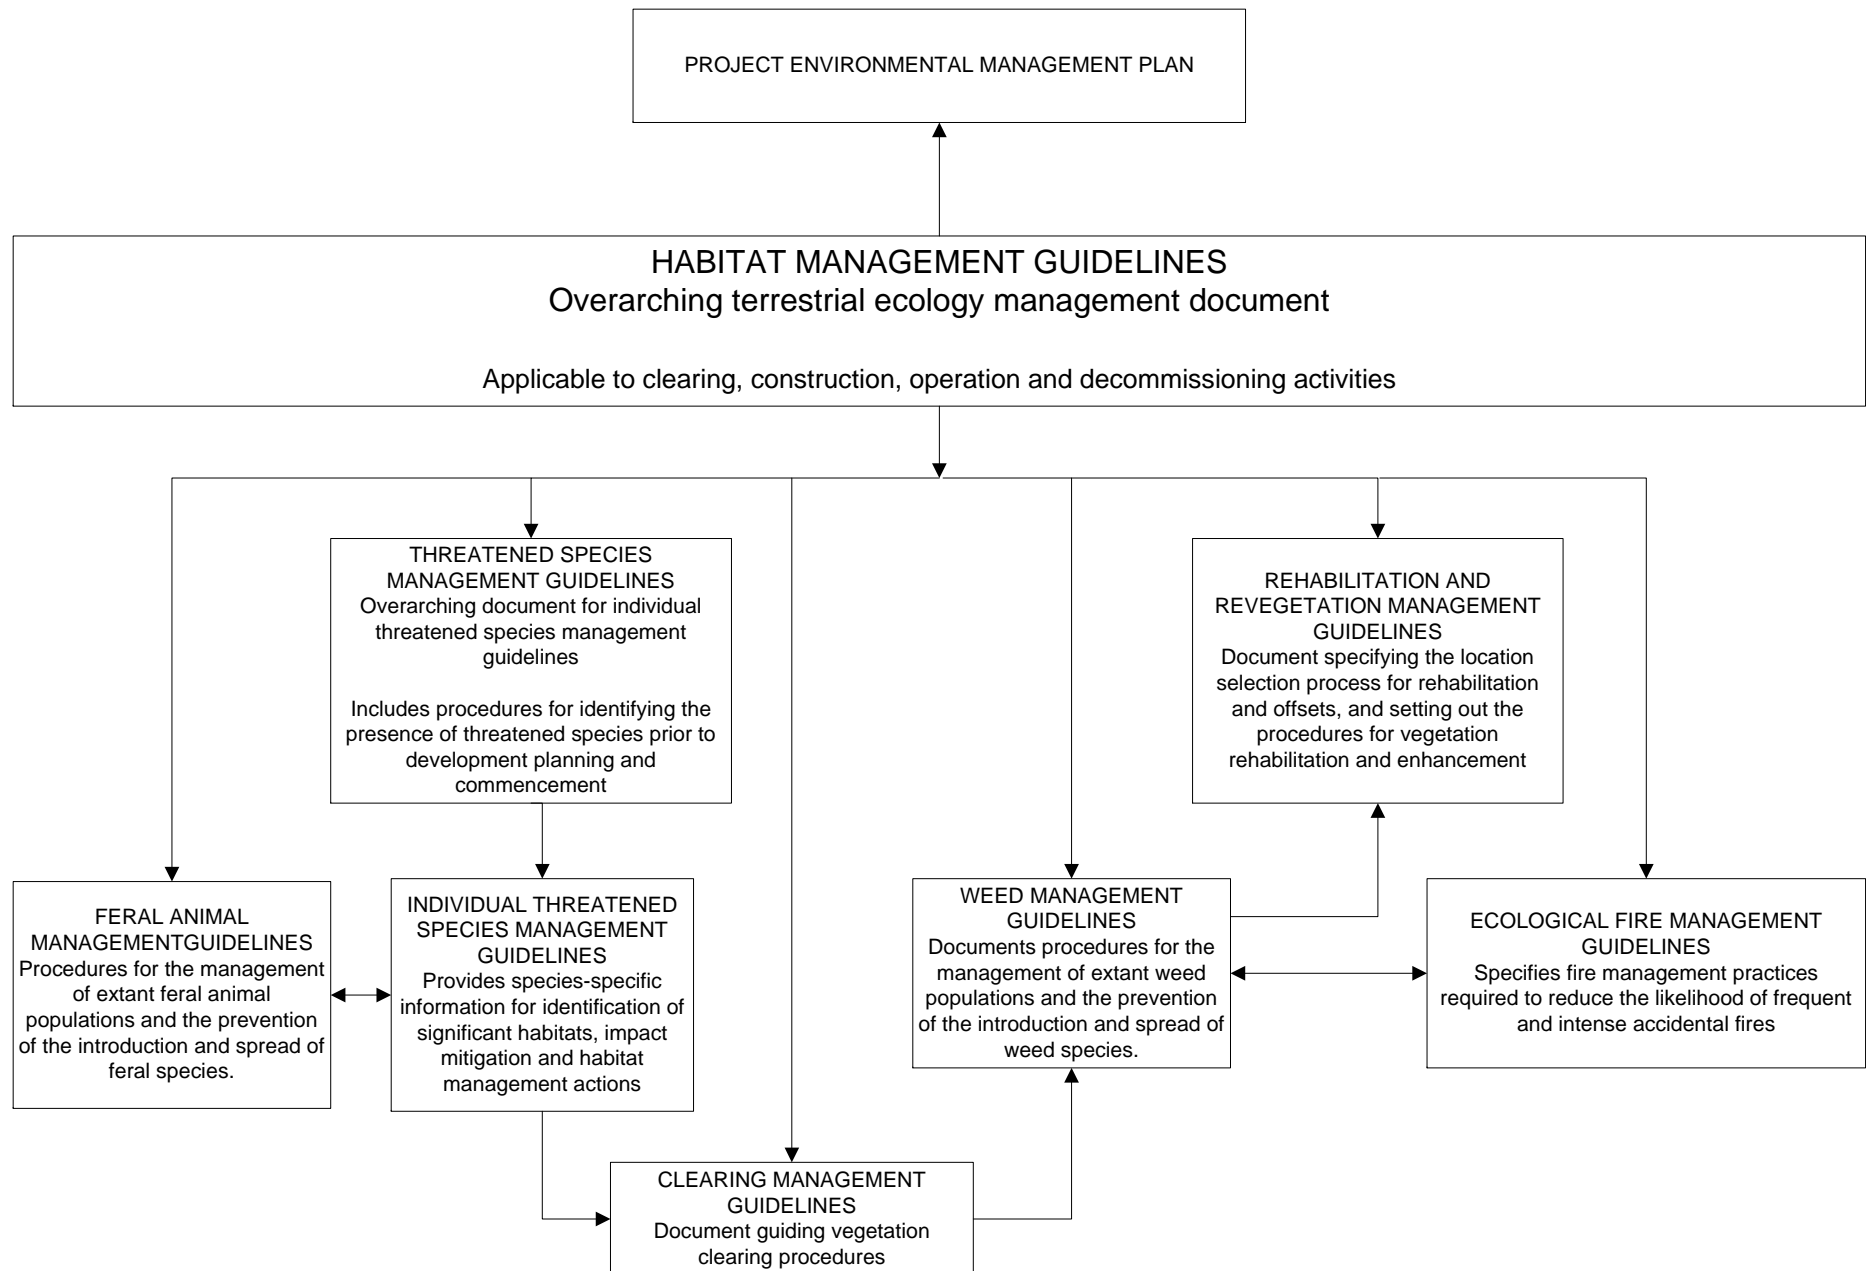 PROJECT ENVIRONMENTAL MANAGEMENT PLAN
HABITAT MANAGEMENT GUIDELINES
Overarching terrestrial ecology management document
Applicable to clearing, construction, operation and decommissioning activities
THREATENED SPECIES
MANAGEMENT GUIDELINES
Overarching document for individual
threatened species management
guidelines
Includes procedures for identifying the
presence of threatened species prior to
development planning and
commencement
REHABILITATION AND
REVEGETATION MANAGEMENT
GUIDELINES
Document specifying the location
selection process for rehabilitation
and offsets, and setting out the
procedures for vegetation
rehabilitation and enhancement
FERAL ANIMAL
MANAGEMENTGUIDELINES
Procedures for the management
of extant feral animal
populations and the prevention
of the introduction and spread of
feral species.
INDIVIDUAL THREATENED
SPECIES MANAGEMENT
GUIDELINES
Provides species-specific
information for identification of
significant habitats, impact
mitigation and habitat
management actions
WEED MANAGEMENT
GUIDELINES
Documents procedures for the
management of extant weed
populations and the prevention
of the introduction and spread of
weed species.
ECOLOGICAL FIRE MANAGEMENT
GUIDELINES
Specifies fire management practices
required to reduce the likelihood of frequent
and intense accidental fires
CLEARING MANAGEMENT
GUIDELINES
Document guiding vegetation
clearing procedures